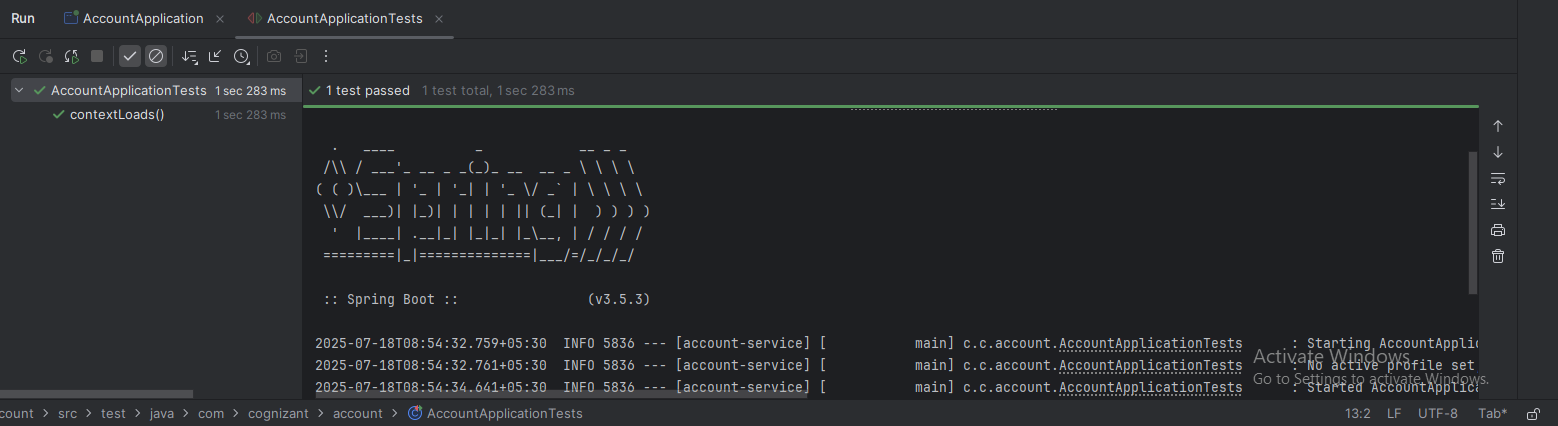 Run AccountApplication AccountApplicationTests
AccountApplicationTests 1 sec 283 ms
contextLoads() 1 sec 283 ms
1 test passed 1 test total, 1 sec 283 ms
  .   ____          _            __ _ _
 /\\ / ___'_ __ _ _(_)_ __  __ _ \ \ \ \
( ( )\___ | '_ | '_| | '_ \/ _` | \ \ \ \
 \\/  ___)| |_)| | | | | || (_| |  ) ) ) )
  '  |____| .__|_| |_|_| |_\__, | / / / /
 =========|_|==============|___/=/_/_/_/
:: Spring Boot :: (v3.5.3)
2025-07-18T08:54:32.759+05:30 INFO 5836 --- [account-service] [ main] c.c.account.AccountApplicationTests : Starting AccountApplic
2025-07-18T08:54:32.761+05:30 INFO 5836 --- [account-service] [ main] c.c.account.AccountApplicationTests : No active profile set
2025-07-18T08:54:34.641+05:30 INFO 5836 --- [account-service] [ main] c.c.account.AccountApplicationTests : Started AccountApplica
Activate Windows
Go to Settings to activate Windows.
count > src > test > java > com > cognizant > account > AccountApplicationTests 13:2 LF UTF-8 Tab*